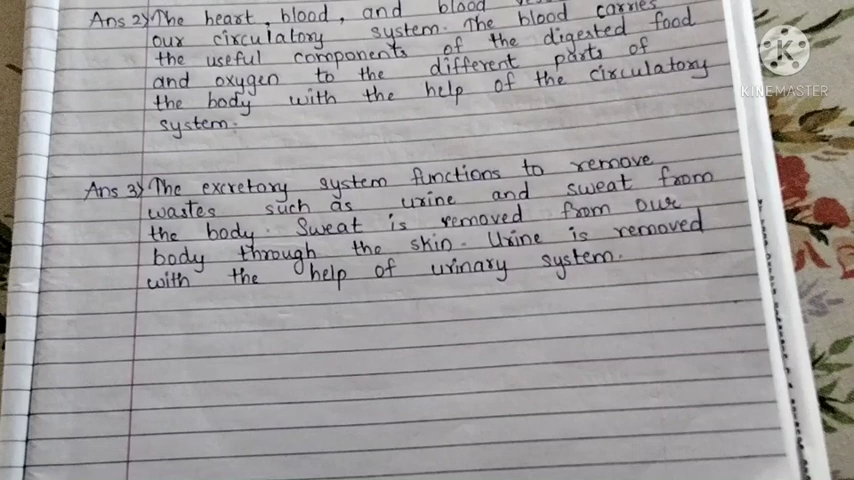 Ans 2) The heart, blood, and blood
our circulatory system. The blood carries
the useful components of the digested food
and oxygen to the different parts of
the body with the help of the circulatory
system.
Ans 3) The excretory system functions to remove
wastes such as urine and sweat from
the body. Sweat is removed from our
body through the skin. Urine is removed
with the help of urinary system.
K
KINEMASTER